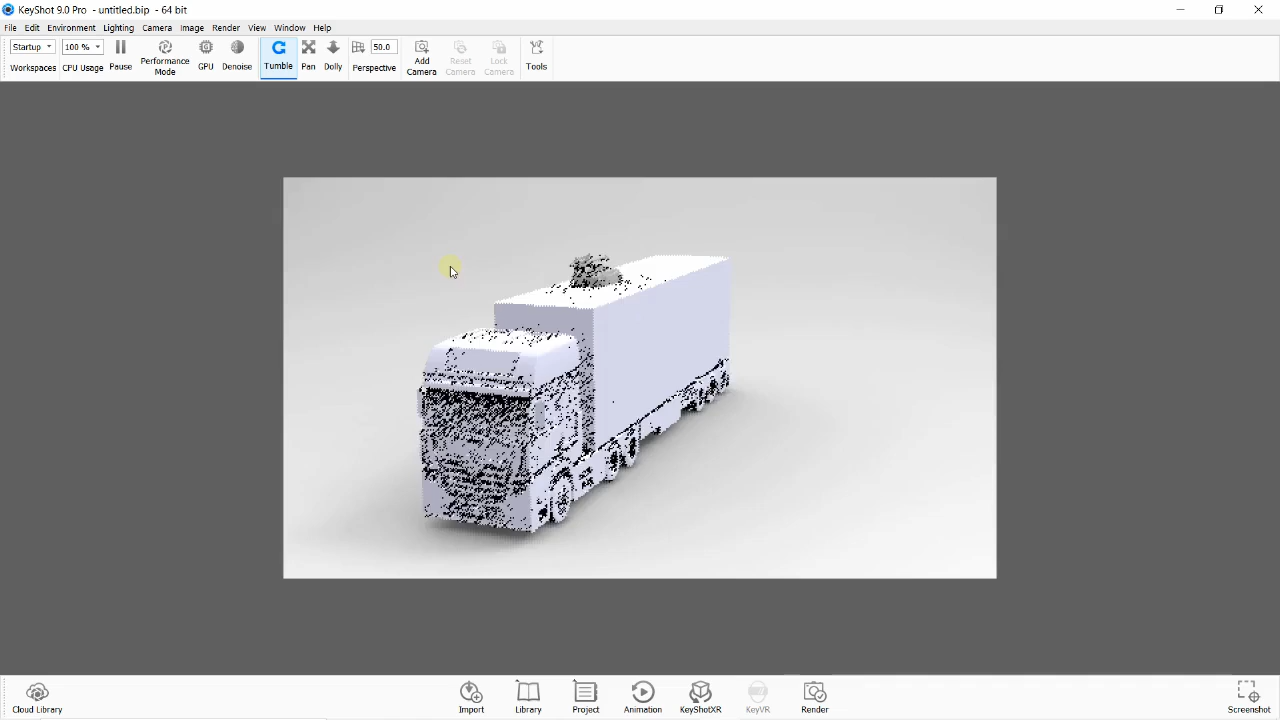 KeyShot 9.0 Pro - untitled.bip - 64 bit
File Edit Environment Lighting Camera Image Render View Window Help
Startup 100 % 50.0
Workspaces CPU Usage Pause Performance Mode GPU Denoise Tumble Pan Dolly Perspective Add Camera Reset Camera Lock Camera Tools
Cloud Library Import Library Project Animation KeyShotXR KeyVR Render Screenshot